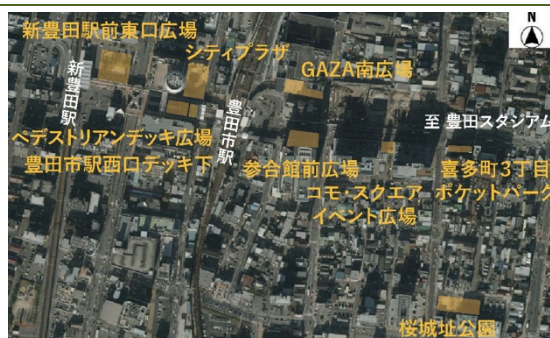 N
新豊田駅前東口広場
シティプラザ
GAZA南広場
新豊田駅
豊田市駅
至 豊田スタジアム
ペデストリアンデッキ広場
豊田市駅西口デッキ下
参合館前広場
喜多町3丁目
ポケットパーク
コモ・スクエア
イベント広場
桜城址公園